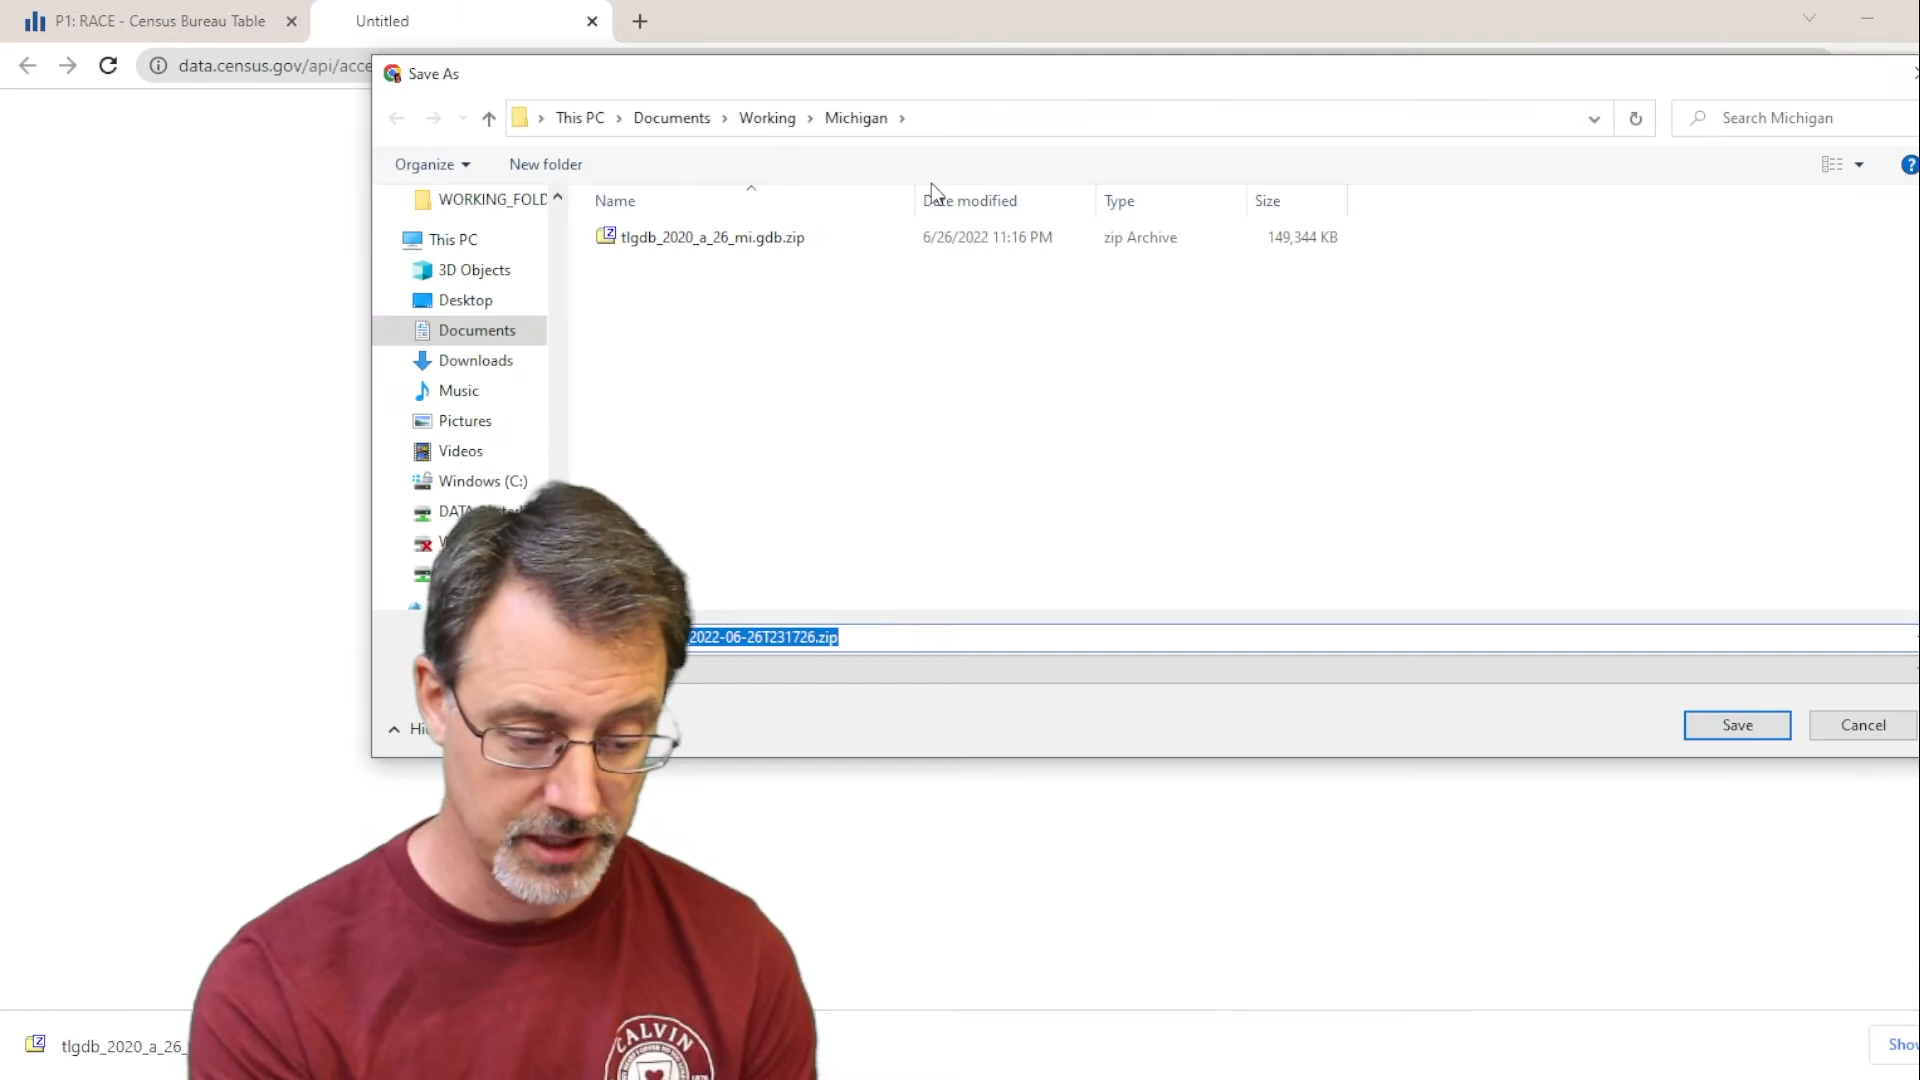 P1: RACE - Census Bureau Table
Untitled
data.census.gov/api/acce
Save As
This PC > Documents > Working > Michigan >
Search Michigan
Organize
New folder
WORKING_FOLD
Name
Date modified
Type
Size
This PC
tlgdb_2020_a_26_mi.gdb.zip
6/26/2022 11:16 PM
zip Archive
149,344 KB
3D Objects
Desktop
Documents
Downloads
Music
Pictures
Videos
Windows (C:)
DATA
2022-06-26T231726.zip
Save
Cancel
CALVIN
tlgdb_2020_a_26_
Show